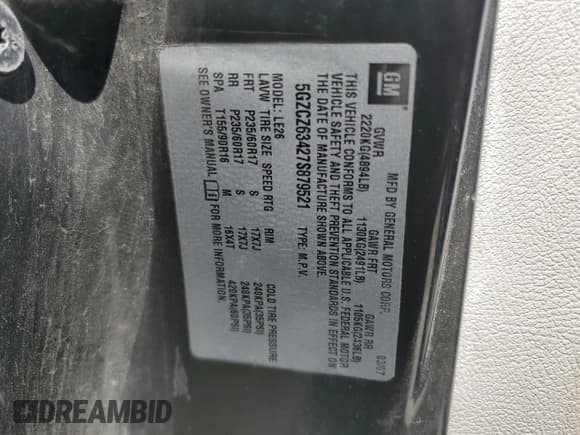 GM
MFD BY GENERAL MOTORS CORP. 03/07
GVWR GAWR FRT GAWR RR
2220KG(4894LB) 1130KG(2491LB) 1105KG(2436LB)
THIS VEHICLE CONFORMS TO ALL APPLICABLE U.S. FEDERAL MOTOR
VEHICLE SAFETY AND THEFT PREVENTION STANDARDS IN EFFECT ON
THE DATE OF MANUFACTURE SHOWN ABOVE.
5GZCZ63427S879521 TYPE: M.P.V.
MODEL: LE26
LAVW TIRE SIZE SPEED RTG RIM COLD TIRE PRESSURE
FRT P235/60R17 S 17X7J 240KPA(35PSI)
RR P235/60R17 S 17X7J 240KPA(35PSI)
SPA T155/90R16 M 16X4T 420KPA(60PSI)
SEE OWNER'S MANUAL
DREAMBID